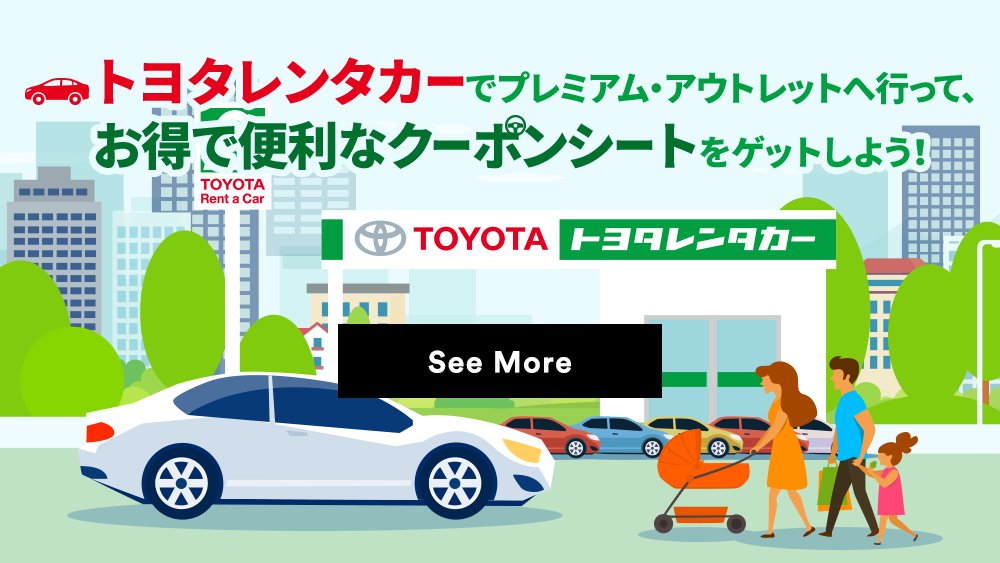 トヨタレンタカーでプレミアム・アウトレットへ行って、
お得で便利なクーポンシートをゲットしよう!
TOYOTA
Rent a Car
TOYOTA トヨタレンタカー
See More